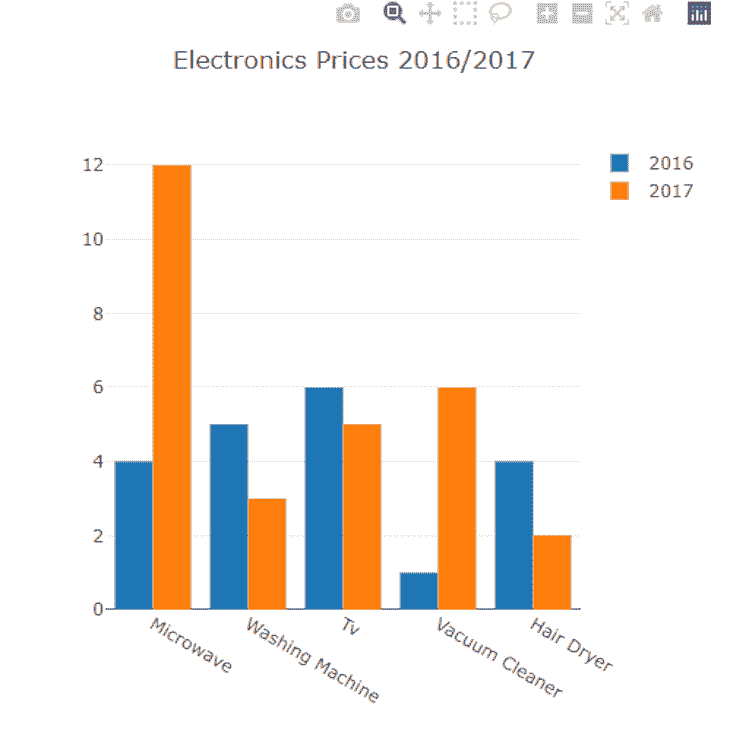 Electronics Prices 2016/2017
2016
2017
12
10
8
6
4
2
0
Microwave
Washing Machine
Tv
Vacuum Cleaner
Hair Dryer